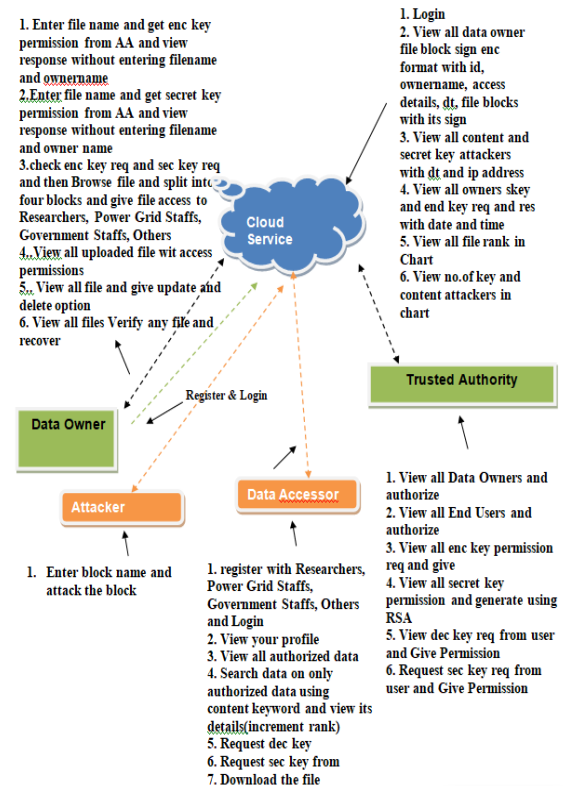 1. Enter file name and get enc key
permission from AA and view
response without entering filename
and ownername
2.Enter file name and get secret key
permission from AA and view
response without entering filename
and owner name
3.check enc key req and sec key req
and then Browse file and split into
four blocks and give file access to
Researchers, Power Grid Staffs,
Government Staffs, Others
4..View all uploaded file wit access
permissions
5.. View all file and give update and
delete option
6. View all files Verify any file and
recover
Cloud
Service
1. Login
2. View all data owner
file block sign enc
format with id,
ownername, access
details, dt, file blocks
with its sign
3. View all content and
secret key attackers
with dt and ip address
4. View all owners skey
and end key req and res
with date and time
5. View all file rank in
Chart
6. View no.of key and
content attackers in
chart
Register & Login
Data Owner
Trusted Authority
Attacker
Data Accessor
1. Enter block name and
attack the block
1. register with Researchers,
Power Grid Staffs,
Government Staffs, Others
and Login
2. View your profile
3. View all authorized data
4. Search data on only
authorized data using
content keyword and view its
details(increment rank)
5. Request dec key
6. Request sec key from
7. Download the file
1. View all Data Owners and
authorize
2. View all End Users and
authorize
3. View all enc key permission
req and give
4. View all secret key
permission and generate using
RSA
5. View dec key req from user
and Give Permission
6. Request sec key req from
user and Give Permission